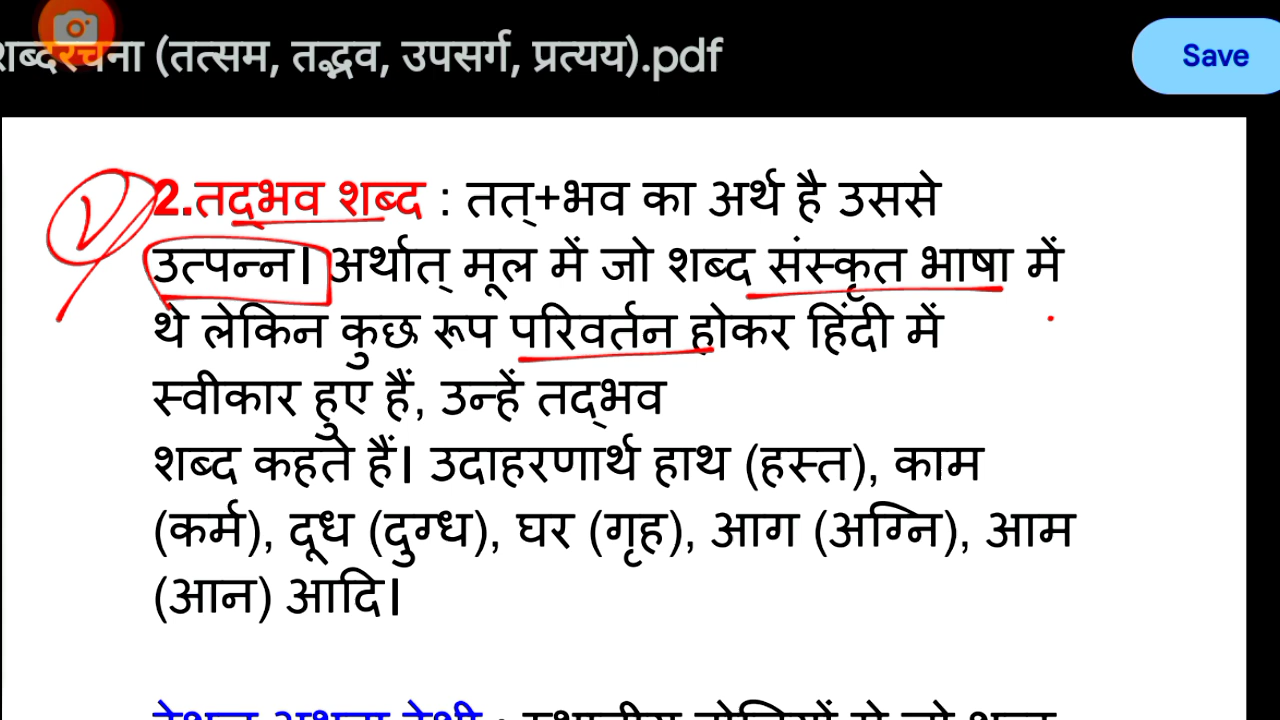 शब्दरचना (तत्सम, तद्भव, उपसर्ग, प्रत्यय).pdf
Save
2.तद्‌भव शब्द : तत्+भव का अर्थ है उससे
उत्पन्न। अर्थात् मूल में जो शब्द संस्कृत भाषा में
थे लेकिन कुछ रूप परिवर्तन होकर हिंदी में
स्वीकार हुए हैं, उन्हें तद्‌भव
शब्द कहते हैं। उदाहरणार्थ हाथ (हस्त), काम
(कर्म), दूध (दुग्ध), घर (गृह), आग (अग्नि), आम
(आन) आदि।